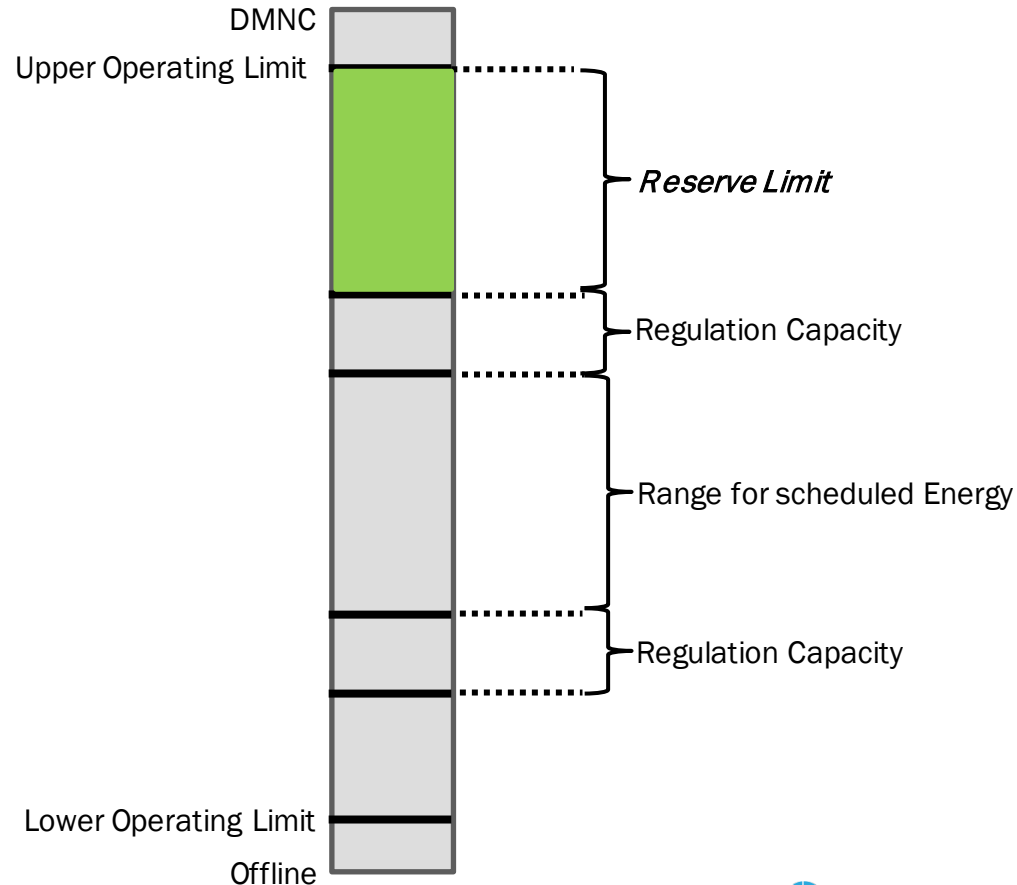 DMNC
Upper Operating Limit
Reserve Limit
Regulation Capacity
Range for scheduled Energy
Regulation Capacity
Lower Operating Limit
Offline